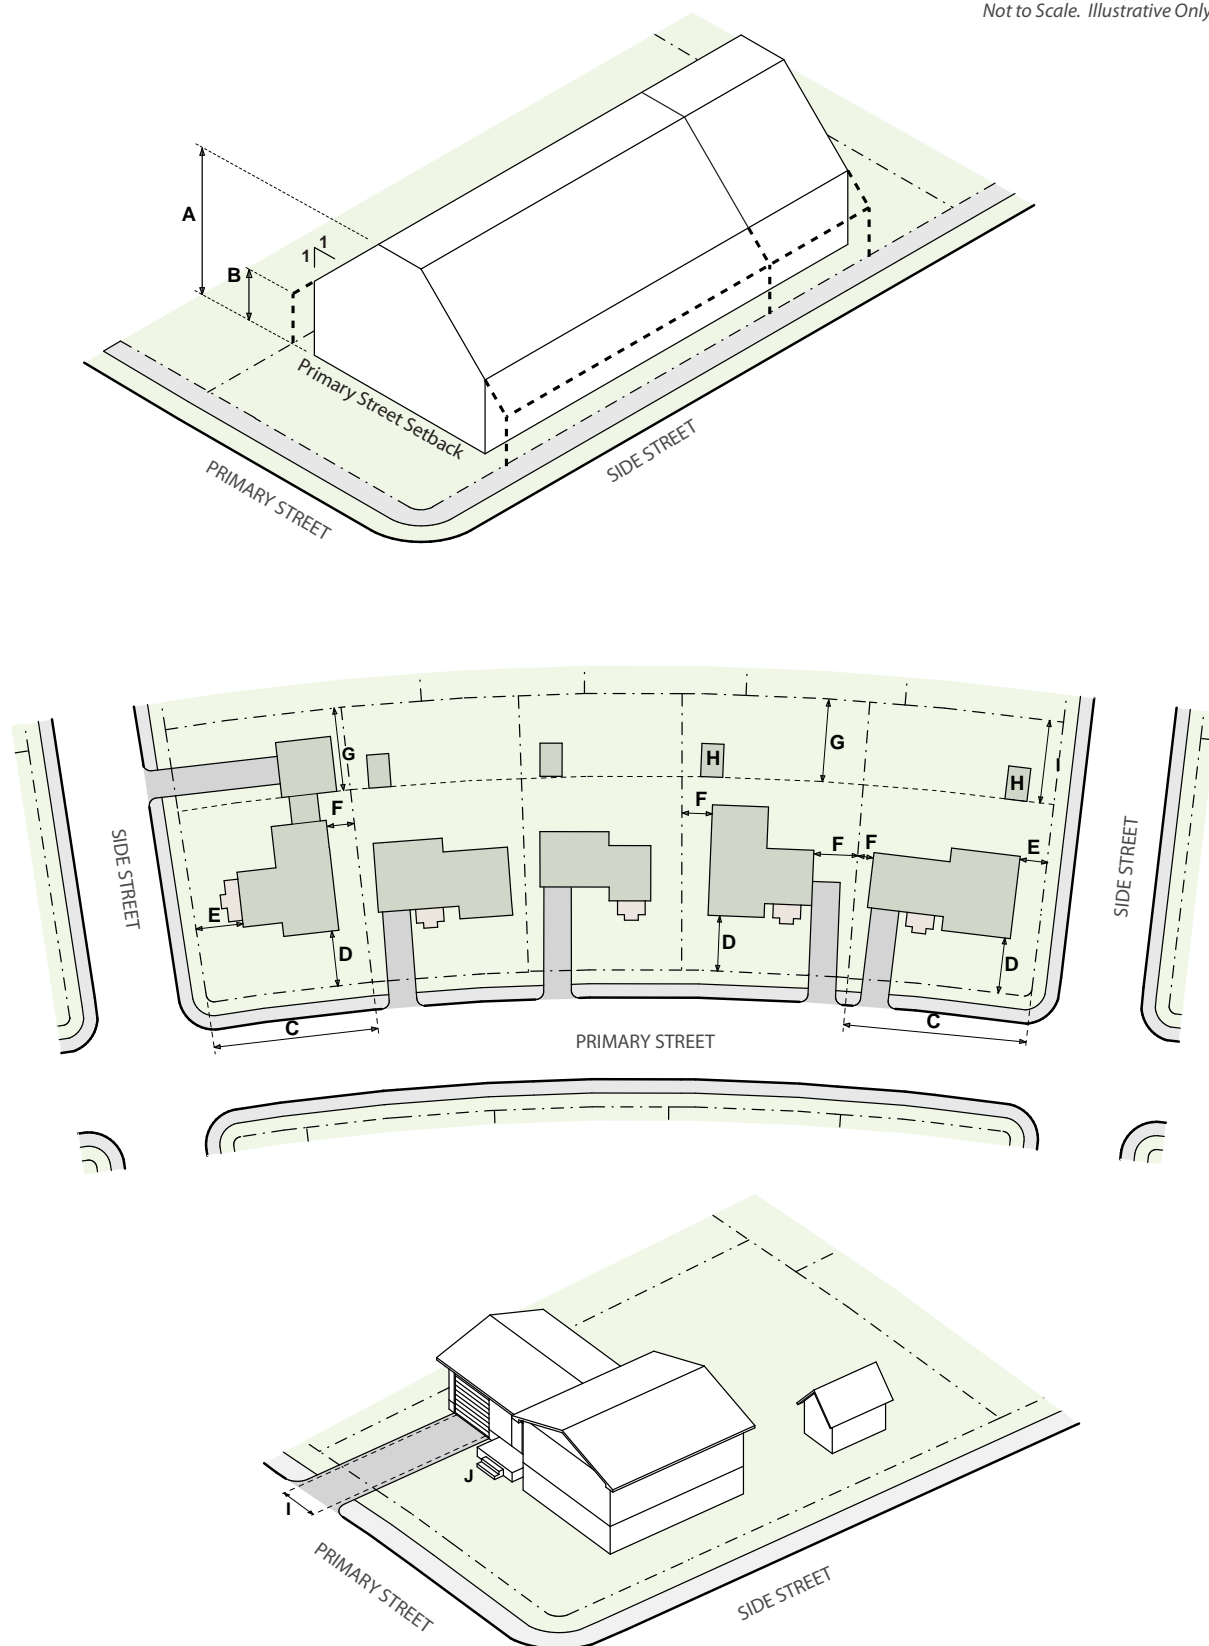 Not to Scale. Illustrative Only
A
1
1
B
Primary Street Setback
PRIMARY STREET
SIDE STREET
G
G
I
H
H
F
F
F
F
E
SIDE STREET
SIDE STREET
E
D
D
D
C
C
PRIMARY STREET
J
I
PRIMARY STREET
SIDE STREET